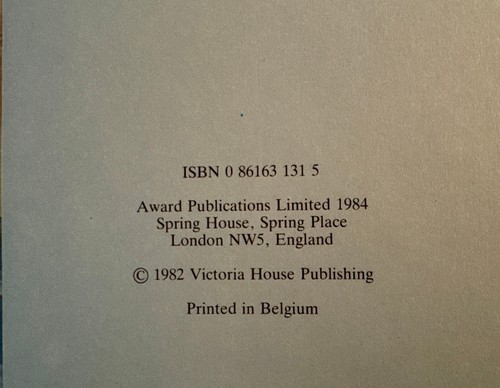 ISBN 0 86163 131 5
Award Publications Limited 1984
Spring House, Spring Place
London NW5, England
© 1982 Victoria House Publishing
Printed in Belgium